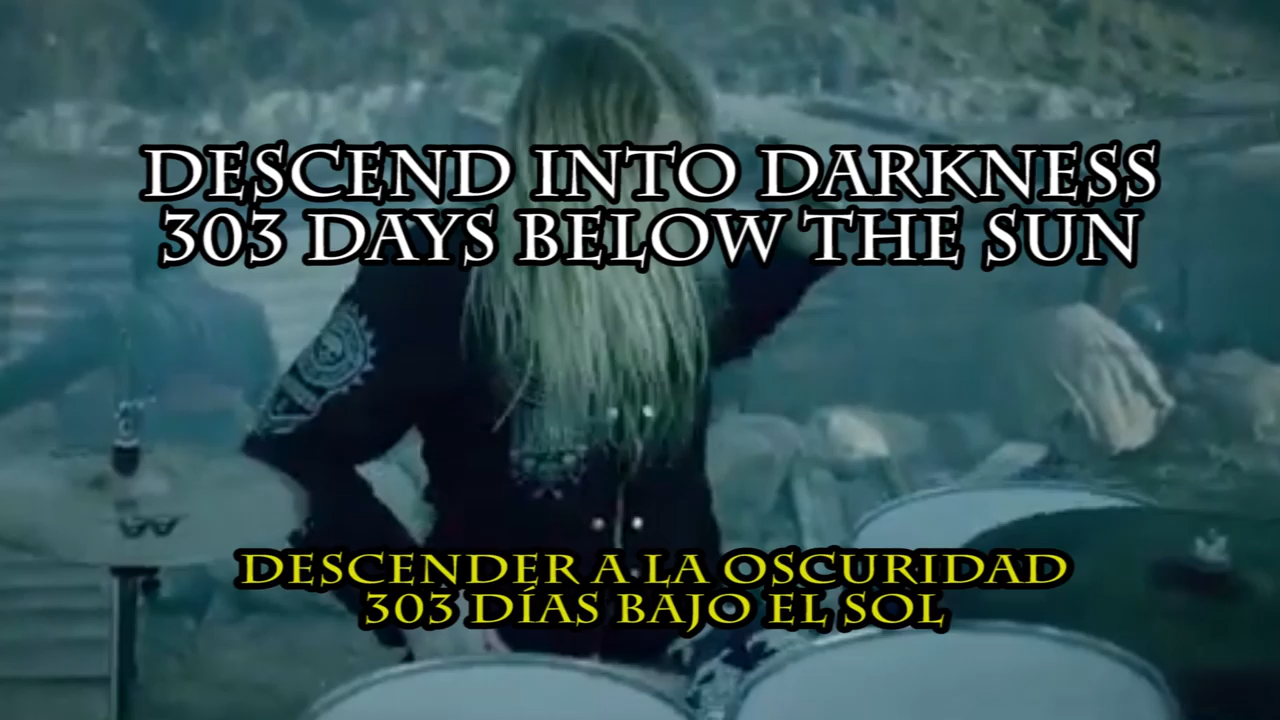 DESCEND INTO DARKNESS
303 DAYS BELOW THE SUN
DESCENDER A LA OSCURIDAD
303 DÍAS BAJO EL SOL